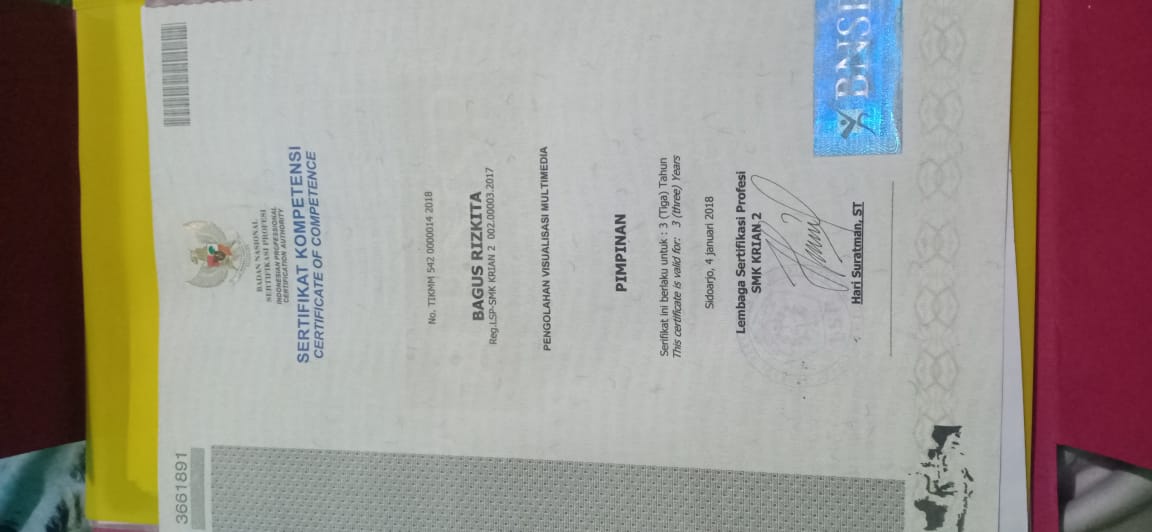 3661891
BADAN NASIONAL
SERTIFIKASI PROFESI
INDONESIAN PROFESSIONAL
CERTIFICATION AUTHORITY
SERTIFIKAT KOMPETENSI
CERTIFICATE OF COMPETENCE
No. TIKMM 542 0000014 2018
BAGUS RIZKITA
Reg.LSP-SMK KRIAN 2 002.00003.2017
PENGOLAHAN VISUALISASI MULTIMEDIA
PIMPINAN
Serifikat ini berlaku untuk : 3 (Tiga) Tahun
This certificate is valid for: 3 (three) Years
Sidoarjo, 4 januari 2018
Lembaga Sertifikasi Profesi
SMK KRIAN 2
Hari Suratman, ST
BNSP